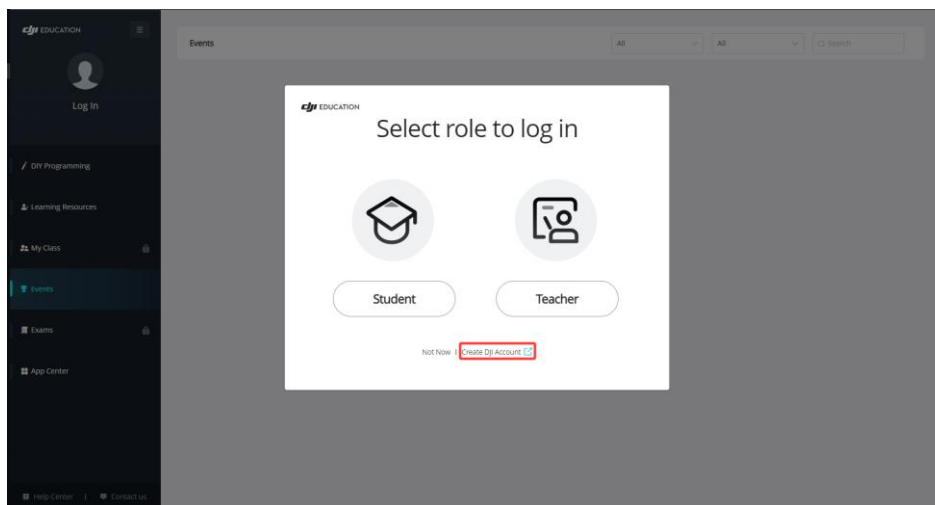 dji EDUCATION
Log In
DIY Programming
Learning Resources
My Class
Events
Exams
App Center
Help Center | Contact us
Events
All
All
Search
dji EDUCATION
Select role to log in
Student
Teacher
Not Now | Create DJI Account